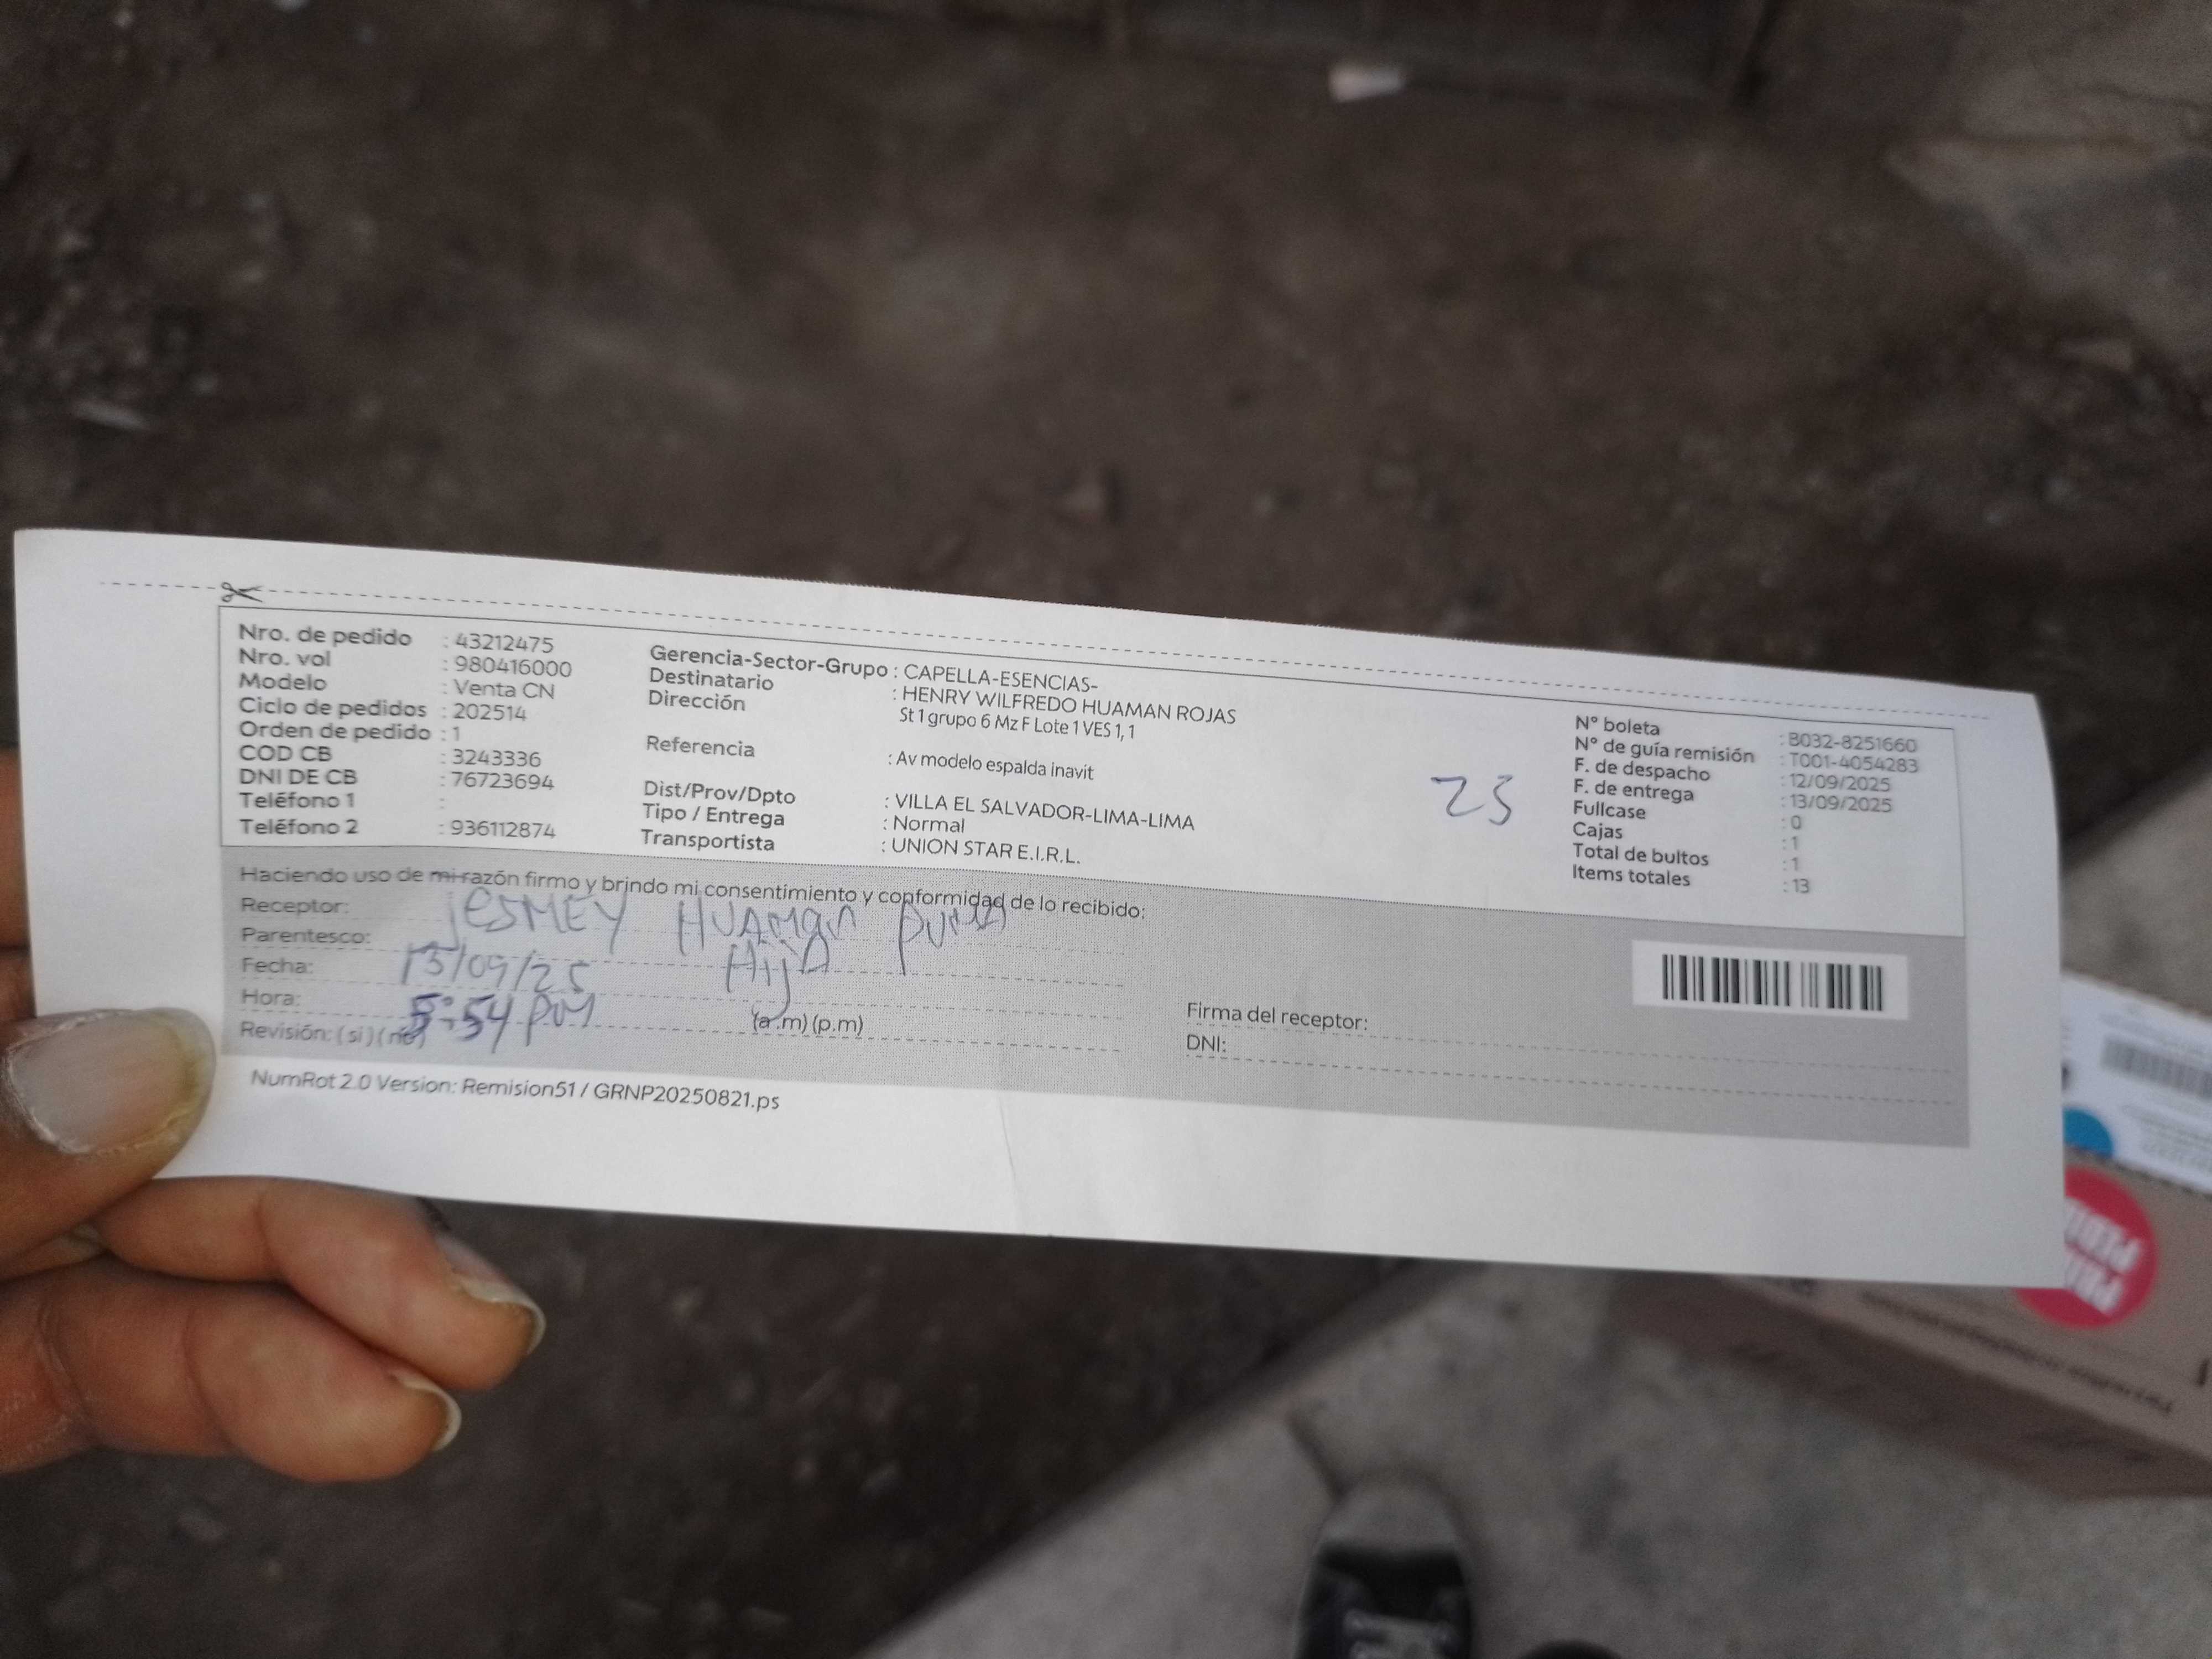 Nro. de pedido : 43212475
Nro. vol : 980416000
Modelo : Venta CN
Ciclo de pedidos : 202514
Orden de pedido : 1
COD CB : 3243336
DNI DE CB : 76723694
Teléfono 1 :
Teléfono 2 : 936112874
Gerencia-Sector-Grupo : CAPELLA-ESENCIAS-
Destinatario : HENRY WILFREDO HUAMAN ROJAS
Dirección St 1 grupo 6 Mz F Lote 1 VES 1, 1
Referencia : Av modelo espalda inavit
Dist/Prov/Dpto : VILLA EL SALVADOR-LIMA-LIMA
Tipo / Entrega : Normal
Transportista : UNION STAR E.I.R.L.
23
N° boleta : B032-8251660
N° de guía remisión : T001-4054283
F. de despacho : 12/09/2025
F. de entrega : 13/09/2025
Fullcase : 0
Cajas : 1
Total de bultos : 1
Items totales : 13
Haciendo uso de mi razón firmo y brindo mi consentimiento y conformidad de lo recibido:
Receptor: jESMEY HUAMAn PUMA
Parentesco: HijA
Fecha: 13/09/25
Hora: 5:54 PM (a .m) (p.m)
Revisión: ( si ) ( no )
Firma del receptor:
DNI:
NumRot 2.0 Version: Remision51 / GRNP20250821.ps